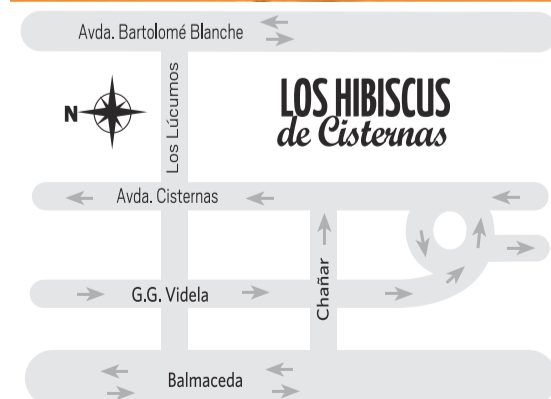 Avda. Bartolomé Blanche
Los Lúcumos
N
LOS HIBISCUS
de Cisternas
Avda. Cisternas
Chañar
G.G. Videla
Balmaceda